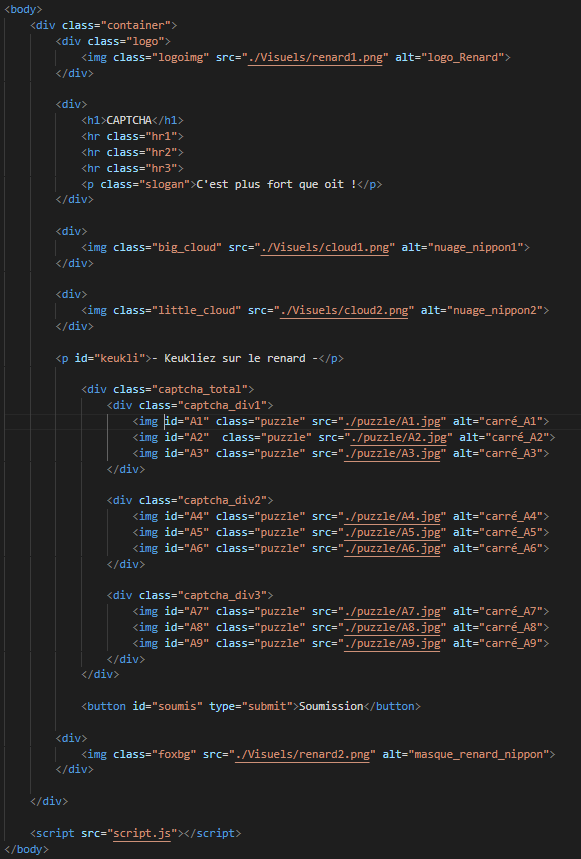 <body>
<div class="container">
<div class="logo">
<img class="logoimg" src="./Visuels/renard1.png" alt="logo_Renard">
</div>
<div>
<h1>CAPTCHA</h1>
<hr class="hr1">
<hr class="hr2">
<hr class="hr3">
<p class="slogan">C'est plus fort que oit !</p>
</div>
<div>
<img class="big_cloud" src="./Visuels/cloud1.png" alt="nuage_nippon1">
</div>
<div>
<img class="little_cloud" src="./Visuels/cloud2.png" alt="nuage_nippon2">
</div>
<p id="keukli">- Keukliez sur le renard -</p>
<div class="captcha_total">
<div class="captcha_div1">
<img id="A1" class="puzzle" src="./puzzle/A1.jpg" alt="carré_A1">
<img id="A2"  class="puzzle" src="./puzzle/A2.jpg" alt="carré_A2">
<img id="A3" class="puzzle" src="./puzzle/A3.jpg" alt="carré_A3">
</div>
<div class="captcha_div2">
<img id="A4" class="puzzle" src="./puzzle/A4.jpg" alt="carré_A4">
<img id="A5" class="puzzle" src="./puzzle/A5.jpg" alt="carré_A5">
<img id="A6" class="puzzle" src="./puzzle/A6.jpg" alt="carré_A6">
</div>
<div class="captcha_div3">
<img id="A7" class="puzzle" src="./puzzle/A7.jpg" alt="carré_A7">
<img id="A8" class="puzzle" src="./puzzle/A8.jpg" alt="carré_A8">
<img id="A9" class="puzzle" src="./puzzle/A9.jpg" alt="carré_A9">
</div>
</div>
<button id="soumis" type="submit">Soumission</button>
<div>
<img class="foxbg" src="./Visuels/renard2.png" alt="masque_renard_nippon">
</div>
</div>
<script src="script.js"></script>
</body>